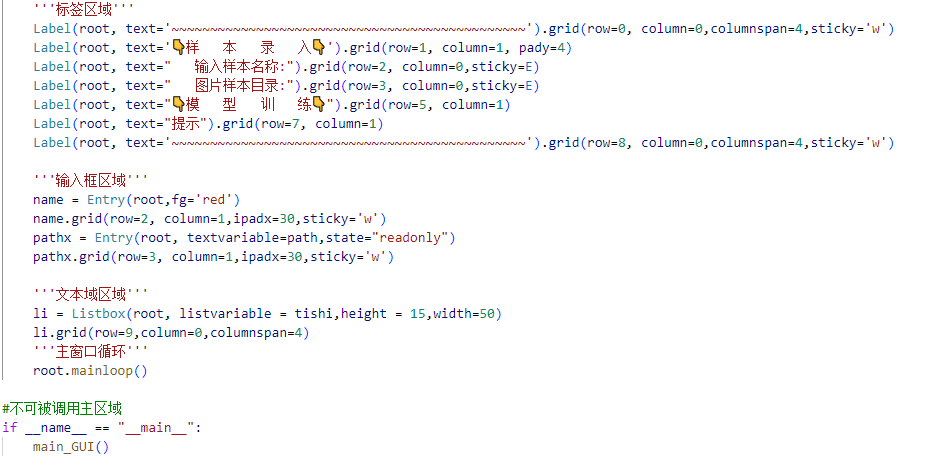 '''标签区域'''
Label(root, text='~~~~~~~~~~~~~~~~~~~~~~~~~~~~~~~~~~~~~~~~~~~~~~').grid(row=0, column=0,columnspan=4,sticky='w')
Label(root, text='👇样   本   录   入👇').grid(row=1, column=1, pady=4)
Label(root, text="   输入样本名称:").grid(row=2, column=0,sticky=E)
Label(root, text="   图片样本目录:").grid(row=3, column=0,sticky=E)
Label(root, text="👇模   型   训   练👇").grid(row=5, column=1)
Label(root, text="提示").grid(row=7, column=1)
Label(root, text='~~~~~~~~~~~~~~~~~~~~~~~~~~~~~~~~~~~~~~~~~~~~~~').grid(row=8, column=0,columnspan=4,sticky='w')
'''输入框区域'''
name = Entry(root,fg='red')
name.grid(row=2, column=1,ipadx=30,sticky='w')
pathx = Entry(root, textvariable=path,state="readonly")
pathx.grid(row=3, column=1,ipadx=30,sticky='w')
'''文本域区域'''
li = Listbox(root, listvariable = tishi,height = 15,width=50)
li.grid(row=9,column=0,columnspan=4)
'''主窗口循环'''
root.mainloop()
#不可被调用主区域
if __name__ == "__main__":
main_GUI()